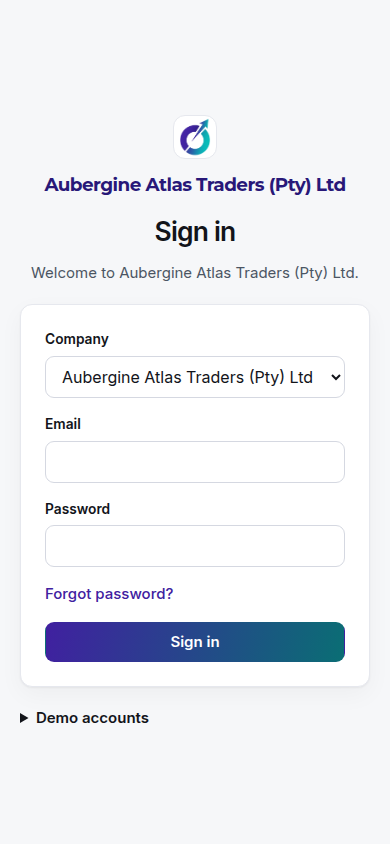 Aubergine Atlas Traders (Pty) Ltd
Sign in
Welcome to Aubergine Atlas Traders (Pty) Ltd.
Company
Aubergine Atlas Traders (Pty) Ltd
Email
Password
Forgot password?
Sign in
Demo accounts